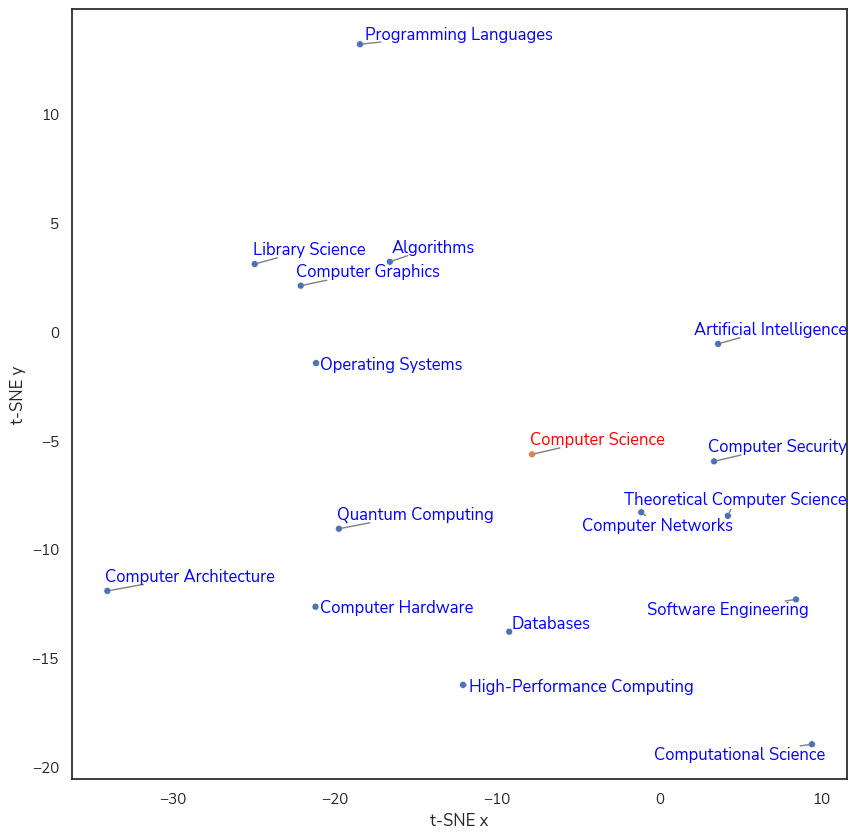 Programming Languages
10
5
Library Science
Algorithms
Computer Graphics
0
Artificial Intelligence
Operating Systems
t-SNE y
−5
Computer Science
Computer Security
Theoretical Computer Science
Quantum Computing
Computer Networks
−10
Computer Architecture
Computer Hardware
Software Engineering
Databases
−15
High-Performance Computing
Computational Science
−20
−30
−20
−10
0
10
t-SNE x